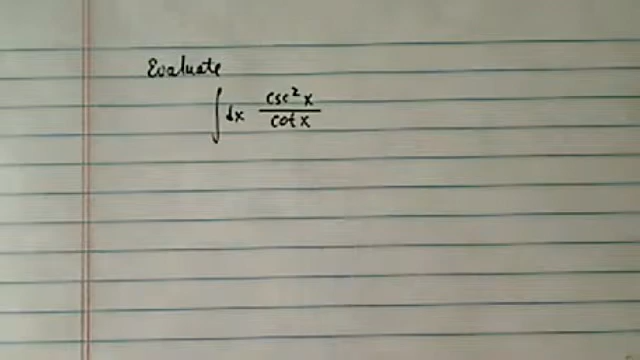 Evaluate
∫dx csc²x / cot x